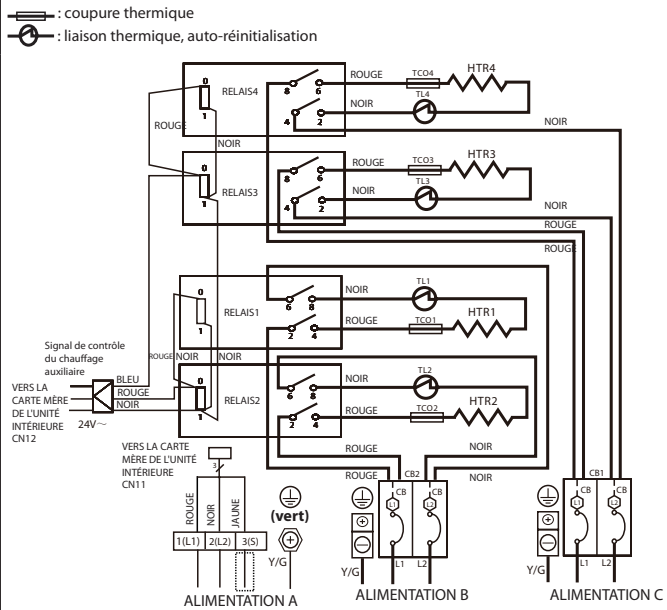 : coupure thermique
: liaison thermique, auto-réinitialisation
0
1
RELAIS4
8
6
4
2
ROUGE
NOIR
TCO4
TL4
HTR4
ROUGE
NOIR
NOIR
0
1
RELAIS3
8
6
4
2
ROUGE
NOIR
TCO3
TL3
HTR3
NOIR
ROUGE
ROUGE
0
1
RELAIS1
6
8
2
4
NOIR
ROUGE
TL1
TCO1
HTR1
ROUGE
NOIR
NOIR
0
1
RELAIS2
6
8
2
4
NOIR
ROUGE
TL2
TCO2
HTR2
Signal de contrôle
du chauffage
auxiliaire
VERS LA
CARTE MÈRE
DE L'UNITÉ
INTÉRIEURE
CN12
BLEU
ROUGE
NOIR
24V～
VERS LA CARTE
MÈRE DE L'UNITÉ
INTÉRIEURE
CN11
3
ROUGE
NOIR
JAUNE
1(L1)
2(L2)
3(S)
(vert)
Y/G
ALIMENTATION A
ROUGE
NOIR
ROUGE
CB2
NOIR
CB
CB
L1
L2
L1
L2
Y/G
ALIMENTATION B
CB1
CB
CB
L1
L2
L1
L2
Y/G
ALIMENTATION C